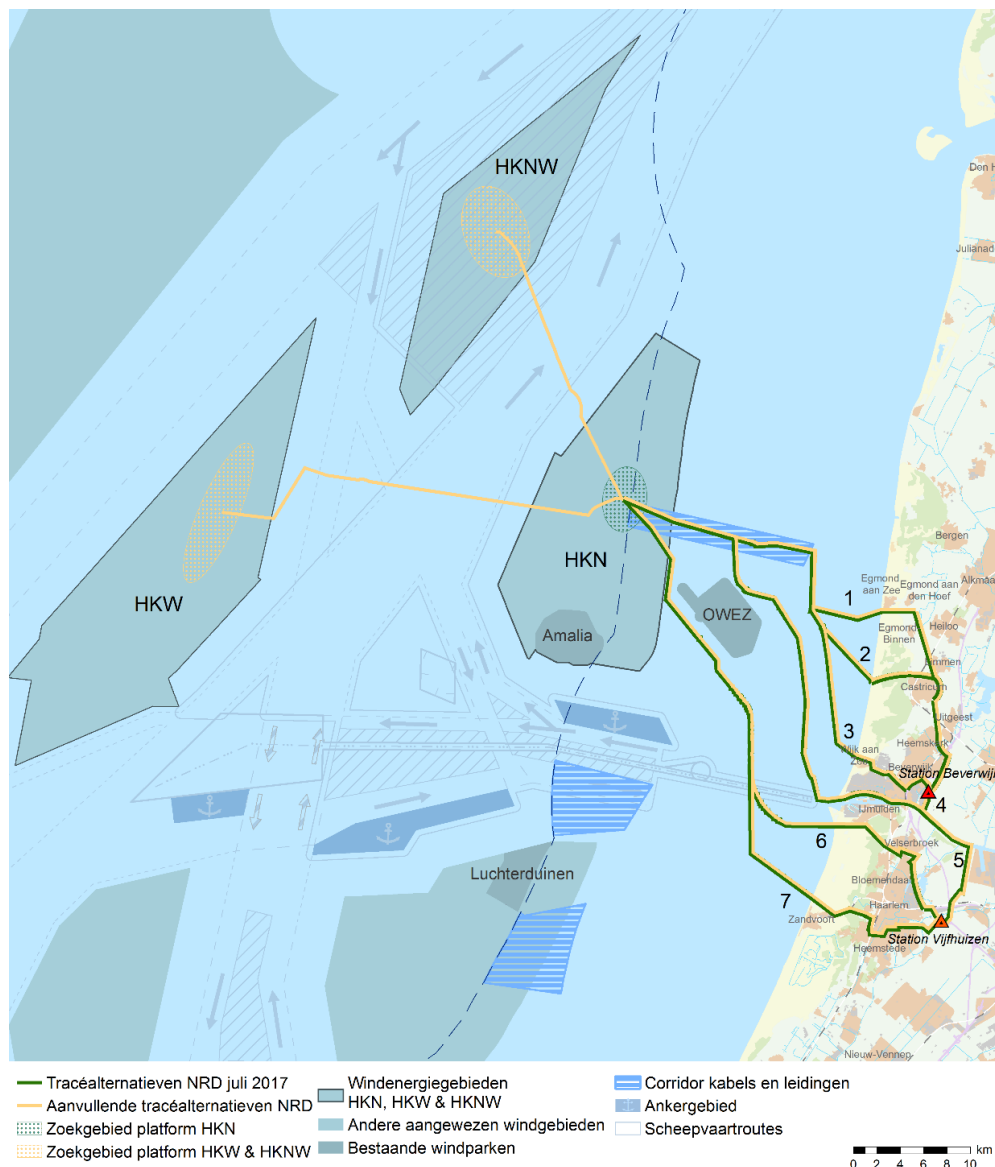 HKNW
Den H
Julianad
HKN
HKW
Amalia
OWEZ
Bergen
Egmond
aan Zee
Egmond aan
den Hoef
Alkmaa
1
Egmond
Binnen
Heiloo
2
Limmen
Castricum
Uitgeest
3
Heemskerk
Wijk aan
Zee
Beverwijk
Station Beverwijk
4
IJmuiden
6
Velserbroek
5
Luchterduinen
Bloemendaal
7
Haarlem
Zandvoort
Station Vijfhuizen
Heemstede
Nieuw-Vennep
Tracéalternatieven NRD juli 2017
Aanvullende tracéalternatieven NRD
Zoekgebied platform HKN
Zoekgebied platform HKW & HKNW
Windenergiegebieden
HKN, HKW & HKNW
Andere aangewezen windgebieden
Bestaande windparken
Corridor kabels en leidingen
Ankergebied
Scheepvaartroutes
km
0 2 4 6 8 10